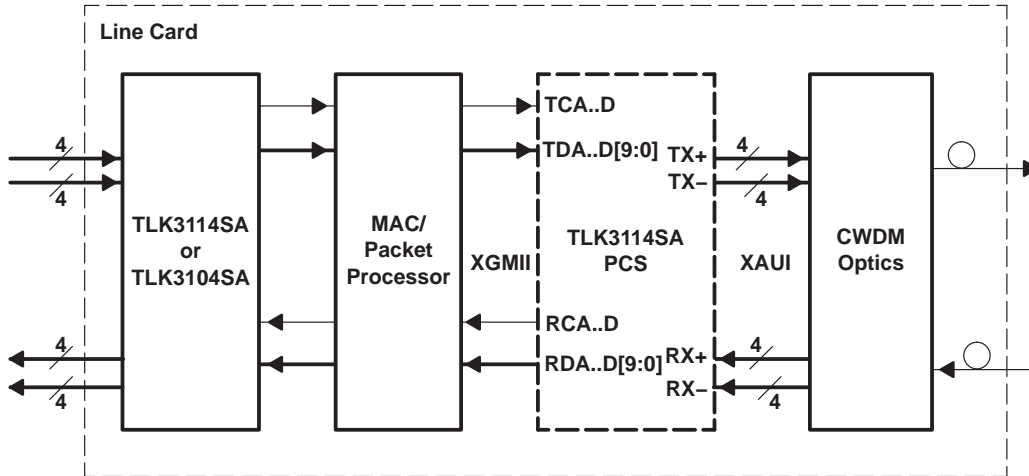 Line Card
TCA..D
TDA..D[9:0]
TX+
TX−
4
4
4
4
TLK3114SA
or
TLK3104SA
MAC/
Packet
Processor
XGMII
TLK3114SA
PCS
XAUI
CWDM
Optics
RCA..D
RDA..D[9:0]
RX+
RX−
4
4
4
4